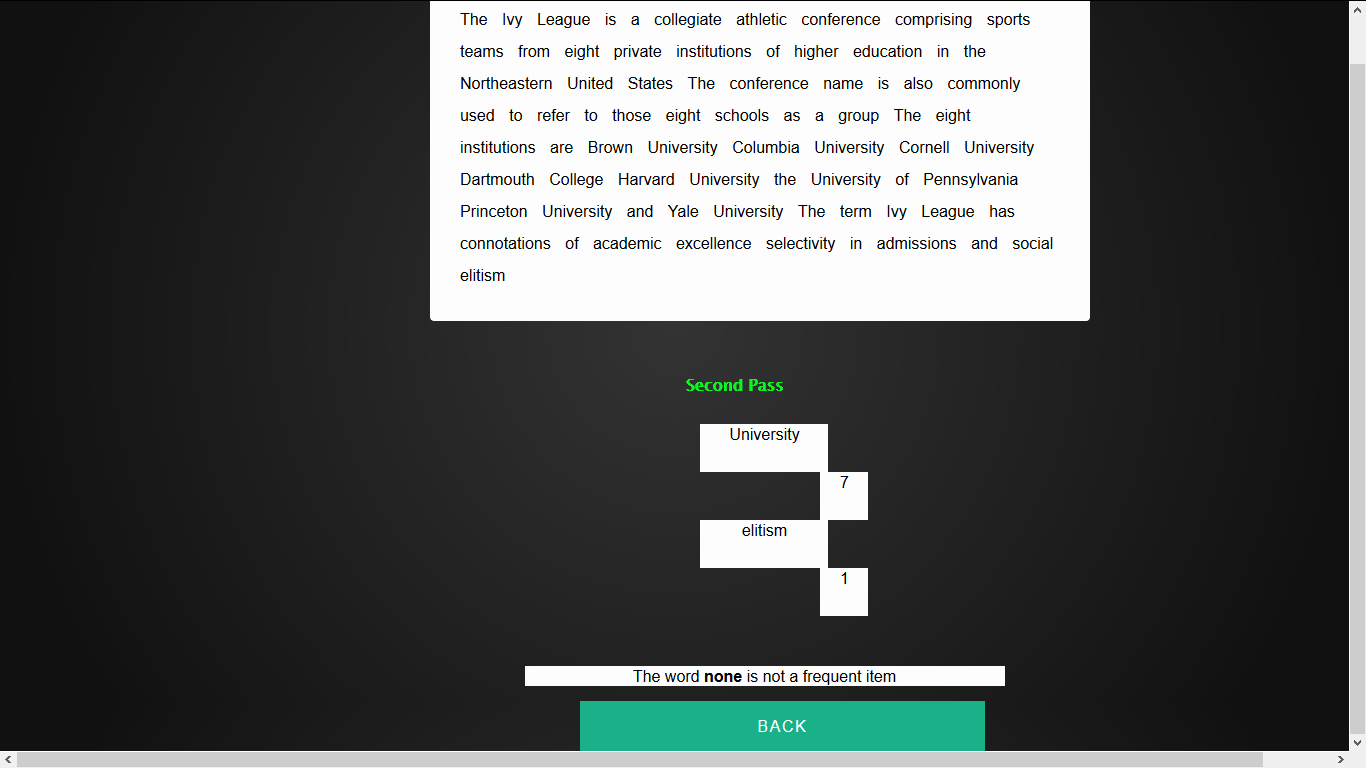 The Ivy League is a collegiate athletic conference comprising sports
teams from eight private institutions of higher education in the
Northeastern United States The conference name is also commonly
used to refer to those eight schools as a group The eight
institutions are Brown University Columbia University Cornell University
Dartmouth College Harvard University the University of Pennsylvania
Princeton University and Yale University The term Ivy League has
connotations of academic excellence selectivity in admissions and social
elitism
Second Pass
University
7
elitism
1
The word none is not a frequent item
BACK